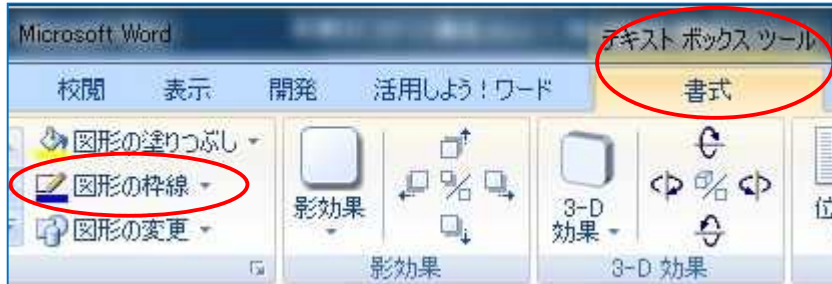 Microsoft Word
テキスト ボックス ツール
校閲 表示 開発 活用しよう！ワード 書式
図形の塗りつぶし
図形の枠線
図形の変更
影効果
3-D
効果
位
影効果
3-D 効果